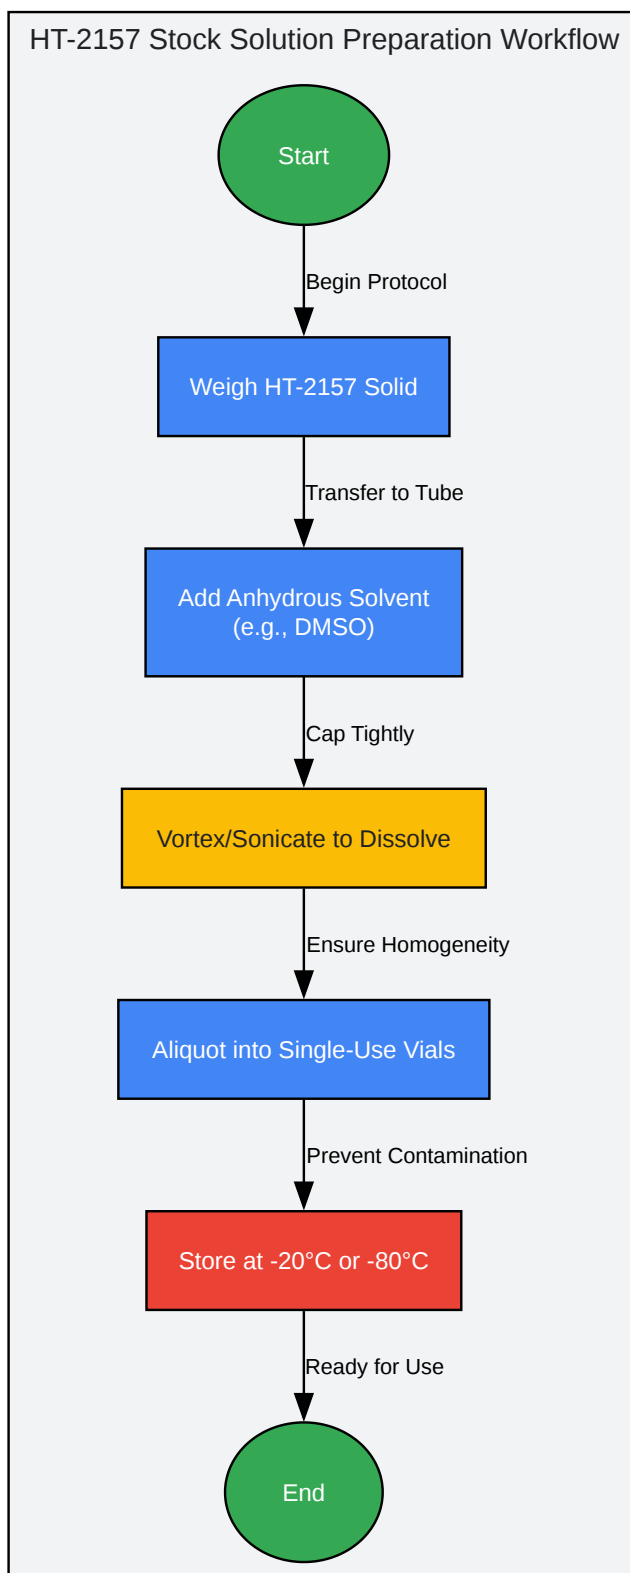 HT-2157 Stock Solution Preparation Workflow
Start
Begin Protocol
Weigh HT-2157 Solid
Transfer to Tube
Add Anhydrous Solvent
(e.g., DMSO)
Cap Tightly
Vortex/Sonicate to Dissolve
Ensure Homogeneity
Aliquot into Single-Use Vials
Prevent Contamination
Store at -20°C or -80°C
Ready for Use
End